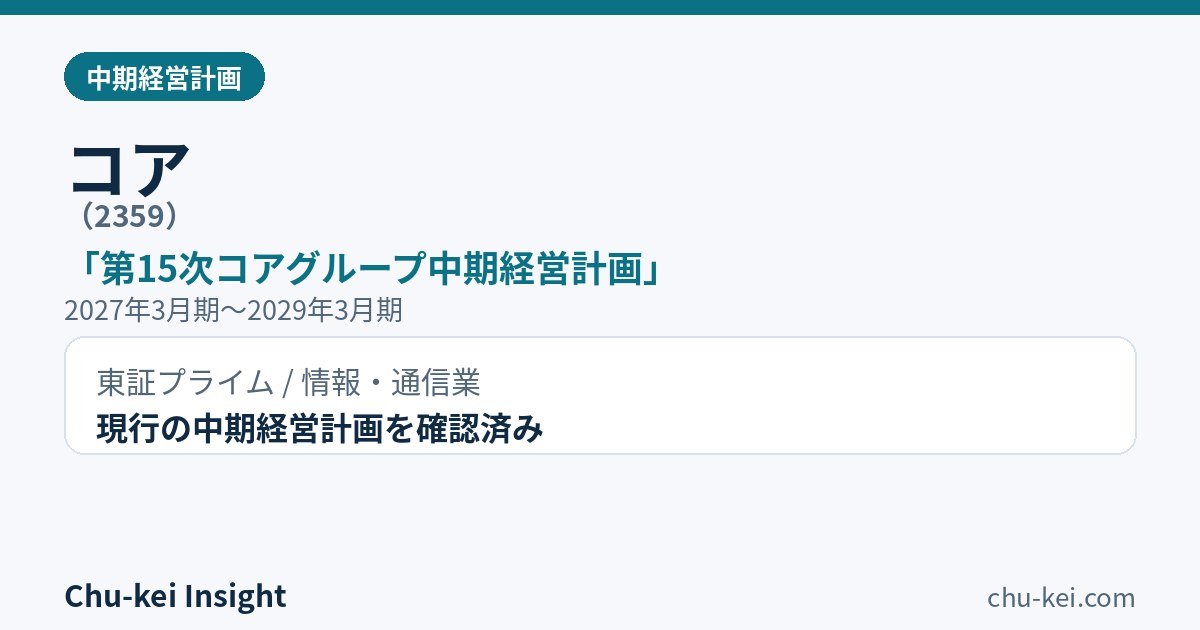 中期経営計画
コア
（2359）
「第15次コアグループ中期経営計画」
2027年3月期〜2029年3月期
東証プライム / 情報・通信業
現行の中期経営計画を確認済み
Chu-kei Insight
chu-kei.com